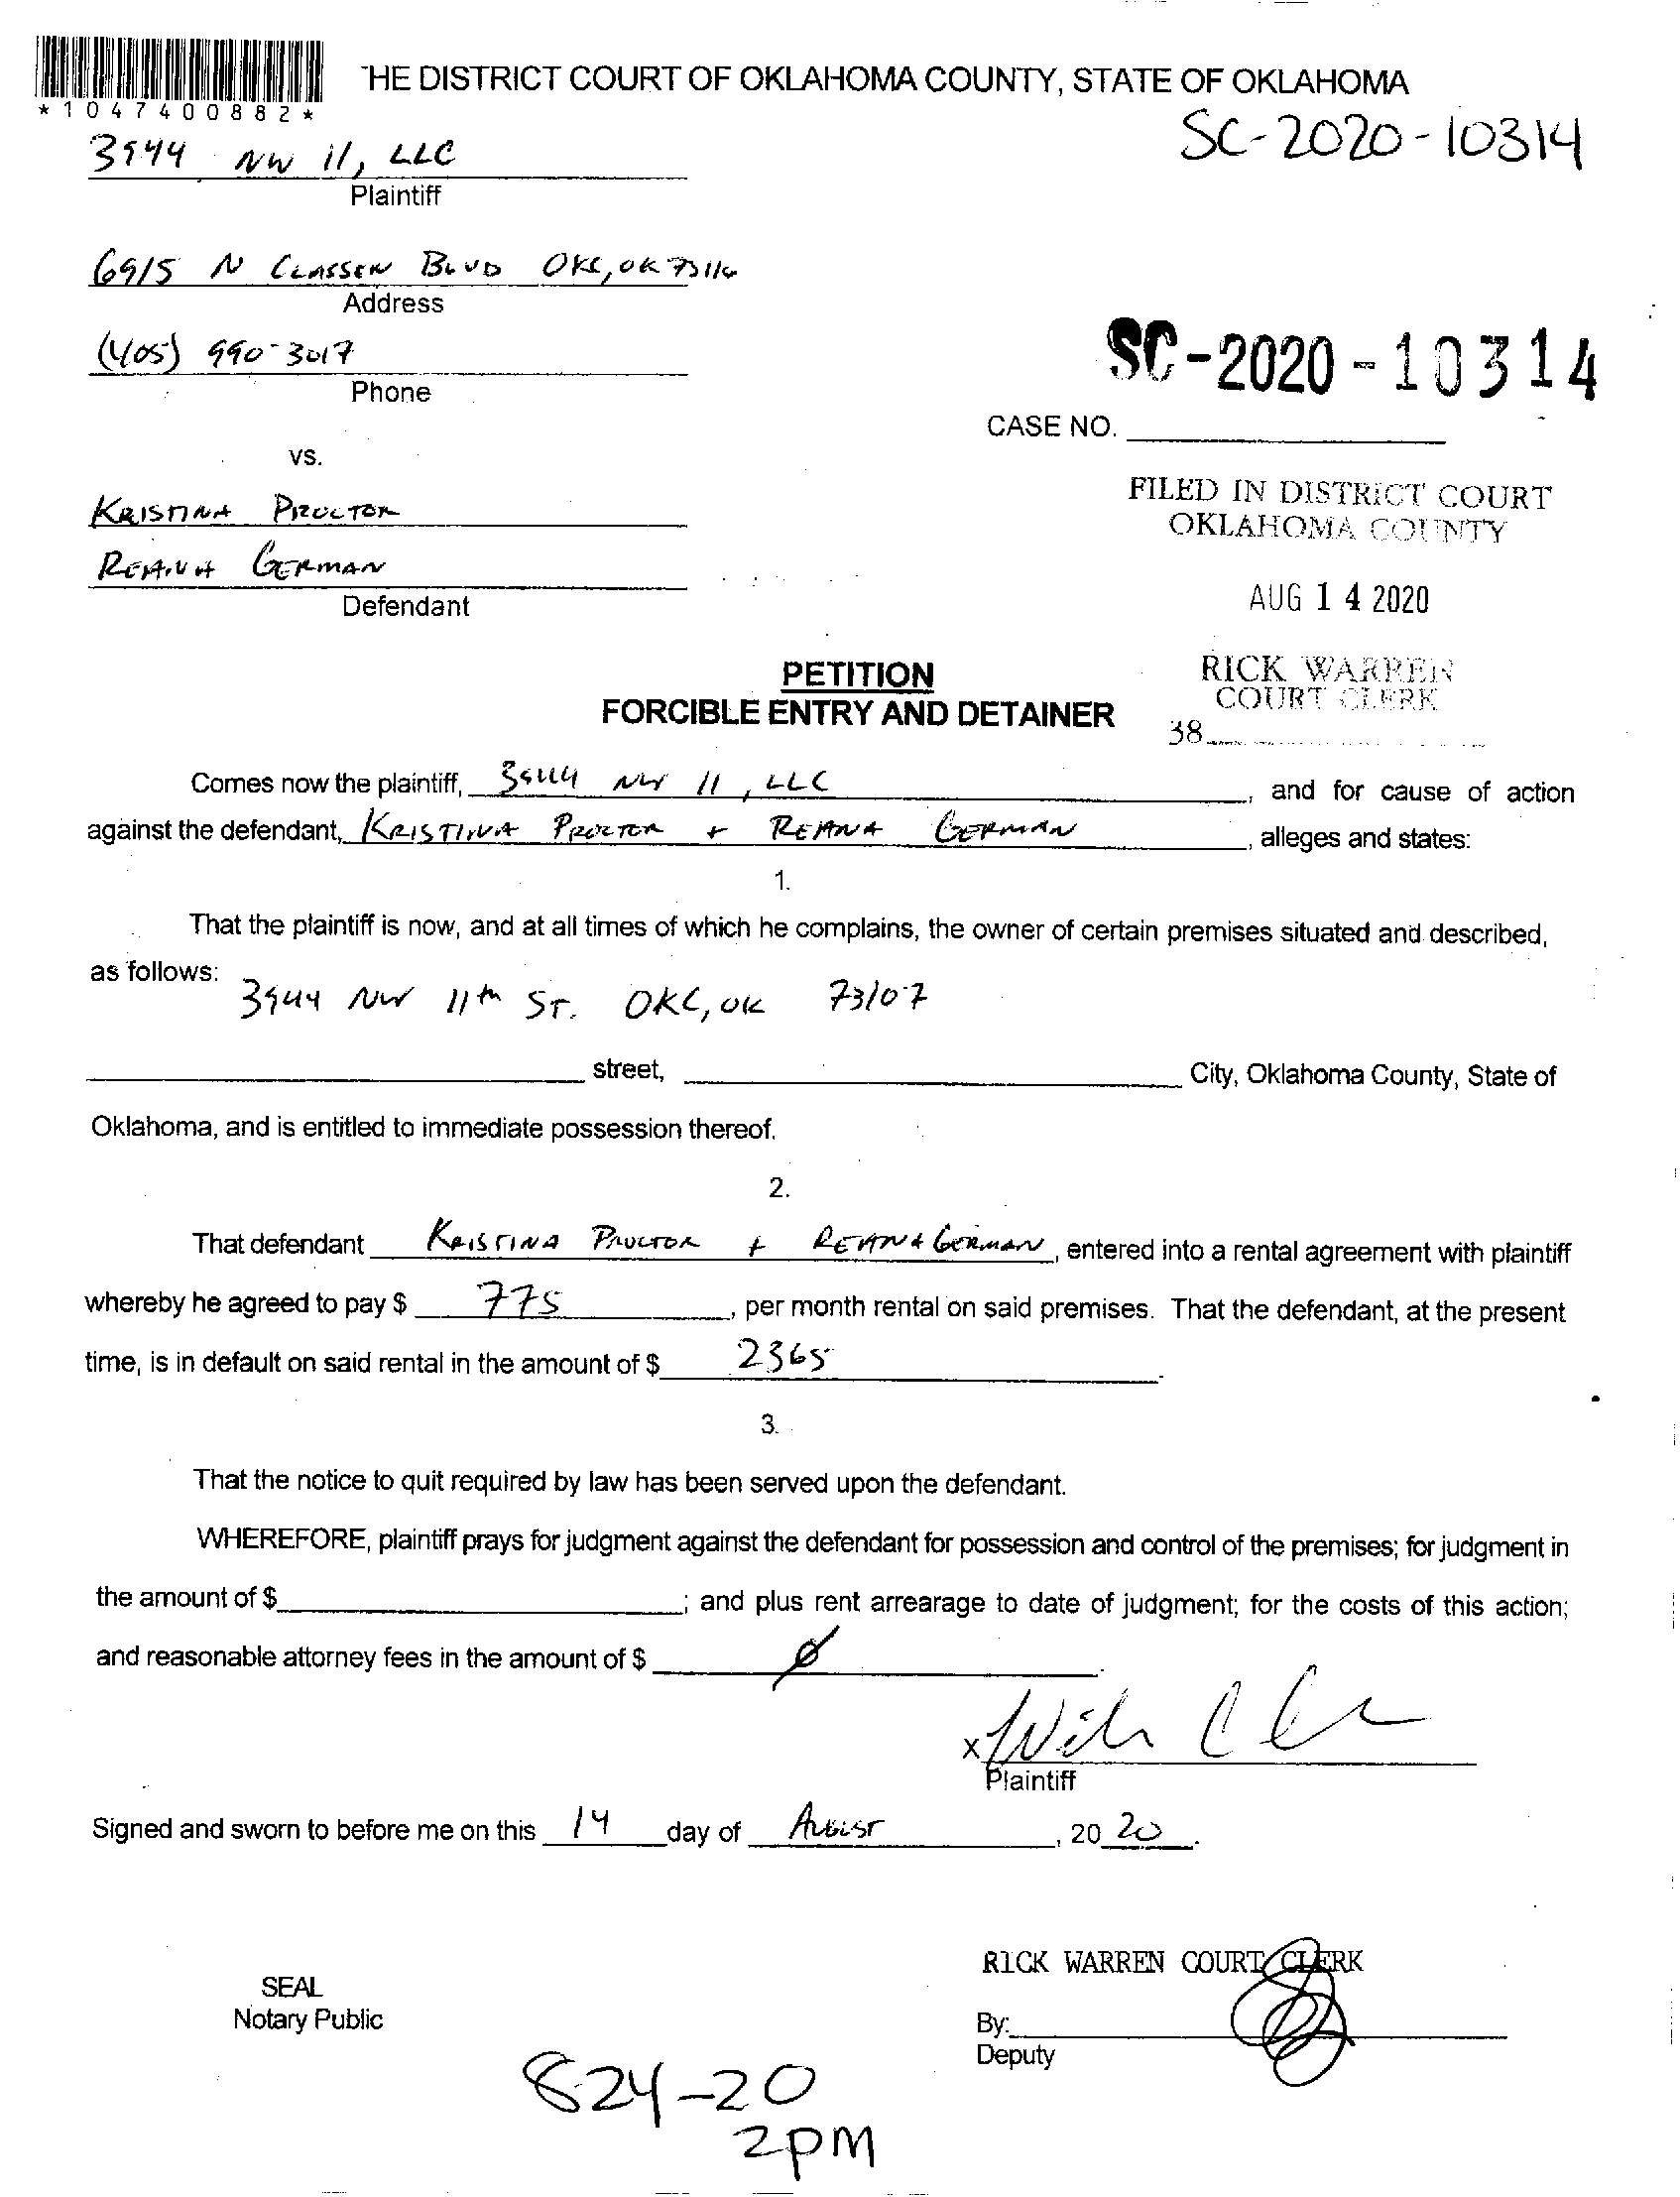 THE DISTRICT COURT OF OKLAHOMA COUNTY, STATE OF OKLAHOMA
*1047400882*
SC-2020-10314
3944 NW 11, LLC
Plaintiff
6915 N CLASSEN BLVD OKC, OK 73116
Address
(405) 990-3017
Phone
SC-2020-10314
CASE NO.
vs.
KRISTINA PROCTOR
REANA GERMAN
Defendant
FILED IN DISTRICT COURT
OKLAHOMA COUNTY
AUG 14 2020
RICK WARREN
COURT CLERK
38
PETITION
FORCIBLE ENTRY AND DETAINER
Comes now the plaintiff, 3944 NW 11, LLC, and for cause of action
against the defendant, KRISTINA PROCTOR + REANA GERMAN, alleges and states:
1.
That the plaintiff is now, and at all times of which he complains, the owner of certain premises situated and described,
as follows:
3944 NW 11th ST. OKC, OK 73107
street, City, Oklahoma County, State of
Oklahoma, and is entitled to immediate possession thereof.
2.
That defendant KRISTINA PROCTOR + REANA GERMAN, entered into a rental agreement with plaintiff
whereby he agreed to pay $ 775, per month rental on said premises. That the defendant, at the present
time, is in default on said rental in the amount of $ 2365.
3.
That the notice to quit required by law has been served upon the defendant.
WHEREFORE, plaintiff prays for judgment against the defendant for possession and control of the premises; for judgment in
the amount of $; and plus rent arrearage to date of judgment; for the costs of this action;
and reasonable attorney fees in the amount of $ Ø
x
Plaintiff
Signed and sworn to before me on this 14 day of AUGUST, 20 20.
RICK WARREN COURT CLERK
SEAL
Notary Public
By:
Deputy
824-20
2PM